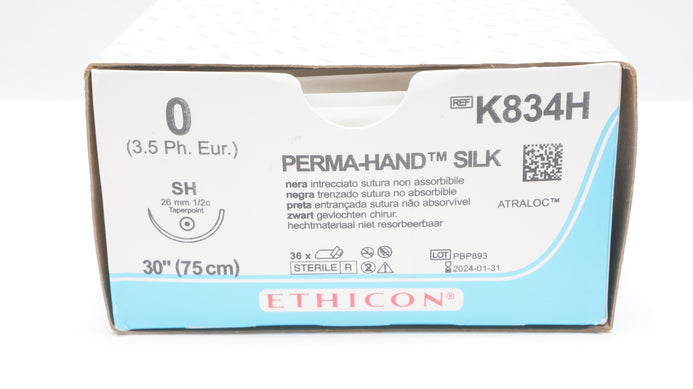 0
(3.5 Ph. Eur.)
SH
26 mm 1/2c
Taperpoint
30" (75cm)
REF K834H
PERMA-HAND™ SILK
nera intrecciato sutura non assorbibile
negra trenzado sutura no absorbible
preta entrançada sutura não absorvível
zwart gevlochten chirur.
hechtmateriaal niet resorbeerbaar
ATRALOC™
36 x
STERILE R
LOT PBP893
2024-01-31
ETHICON®